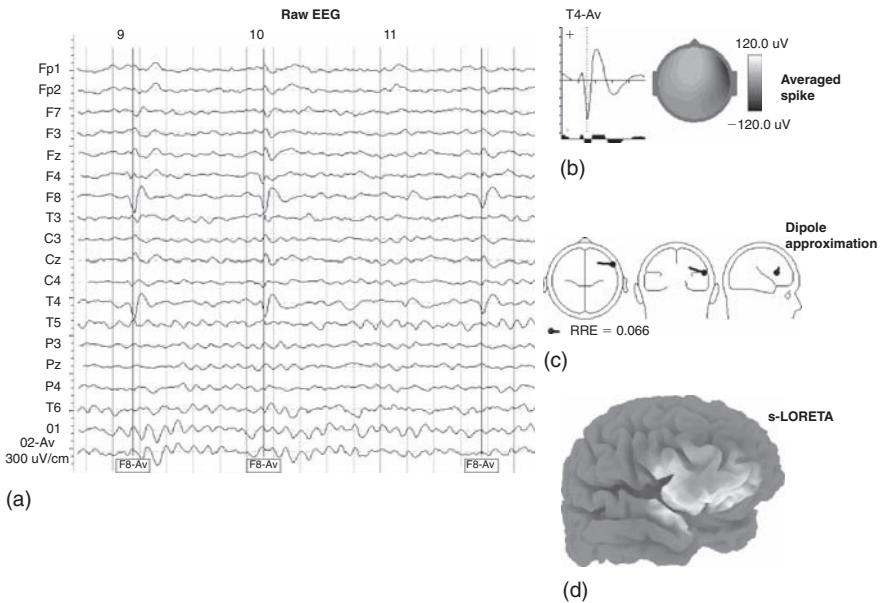 Raw EEG
9 10 11
Fp1
Fp2
F7
F3
Fz
F4
F8
T3
C3
Cz
C4
T4
T5
P3
Pz
P4
T6
01
02-Av
300 uV/cm
F8-Av F8-Av F8-Av
(a)
T4-Av
+
120.0 uV
Averaged
spike
−120.0 uV
(b)
Dipole
approximation
RRE = 0.066
(c)
s-LORETA
(d)